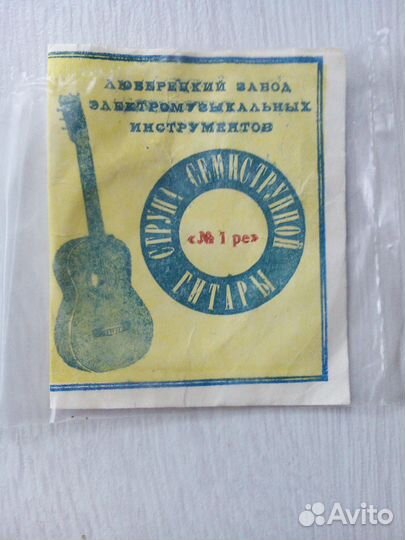 ЛЮБЕРЕЦКИЙ ЗАВОД
ЭЛЕКТРОМУЗЫКАЛЬНЫХ
ИНСТРУМЕНТОВ
СТРУНА СЕМИСТРУННОЙ
ГИТАРЫ
«№ 1 ре»
Avito